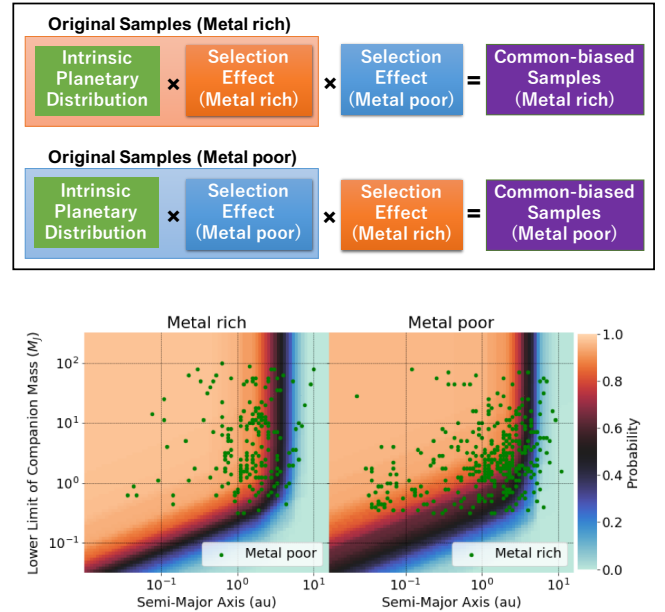 Original Samples (Metal rich)
Intrinsic Planetary Distribution × Selection Effect (Metal rich) × Selection Effect (Metal poor) = Common-biased Samples (Metal rich)
Original Samples (Metal poor)
Intrinsic Planetary Distribution × Selection Effect (Metal poor) × Selection Effect (Metal rich) = Common-biased Samples (Metal poor)
Metal rich
Metal poor
Lower Limit of Companion Mass (M_J)
10²
10¹
10⁰
10⁻¹
Metal poor
Metal rich
10⁻¹ 10⁰ 10¹
10⁻¹ 10⁰ 10¹
Semi-Major Axis (au)
Semi-Major Axis (au)
1.0
0.8
0.6
0.4
0.2
0.0
Probability